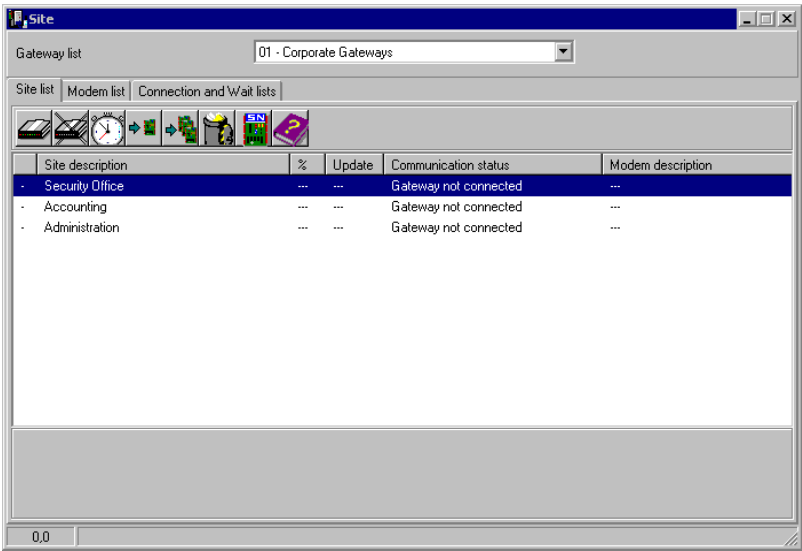 Site
Gateway list 01 - Corporate Gateways
Site list Modem list Connection and Wait lists
SN
Site description % Update Communication status Modem description
- Security Office --- --- Gateway not connected ---
- Accounting --- --- Gateway not connected ---
- Administration --- --- Gateway not connected ---
0,0